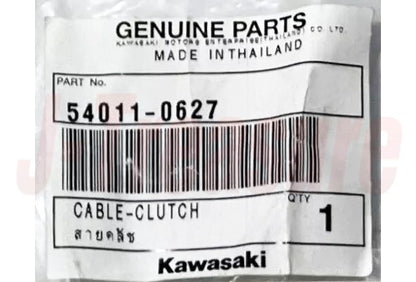 GENUINE PARTS
KAWASAKI MOTORS ENTERPRISE(THAILAND) CO., LTD.
MADE INTHAILAND
PART No.
54011-0627
CABLE-CLUTCH
สายคลัช
QTY
1
Kawasaki